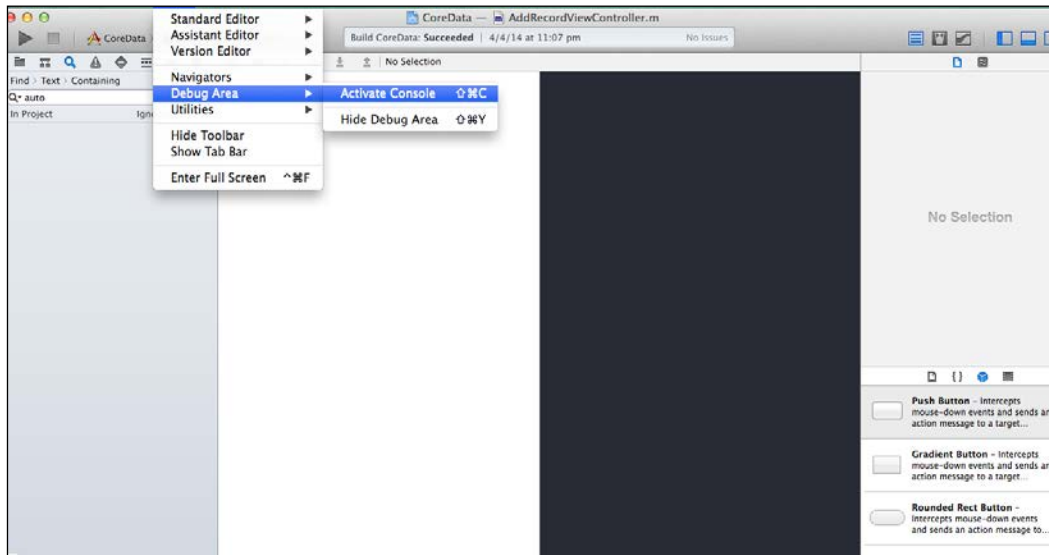 CoreData — AddRecordViewController.m
CoreData
Build CoreData: Succeeded | 4/4/14 at 11:07 pm
No Issues
Standard Editor
Assistant Editor
Version Editor
Navigators
Debug Area
Utilities
Hide Toolbar
Show Tab Bar
Enter Full Screen ^⌘F
Activate Console ⇧⌘C
Hide Debug Area ⇧⌘Y
No Selection
Find › Text › Containing
auto
In Project
No Selection
{ }
Push Button – Intercepts
mouse-down events and sends an
action message to a target...
Gradient Button – Intercepts
mouse-down events and sends an
action message to a target...
Rounded Rect Button –
Intercepts mouse-down events
and sends an action message to...